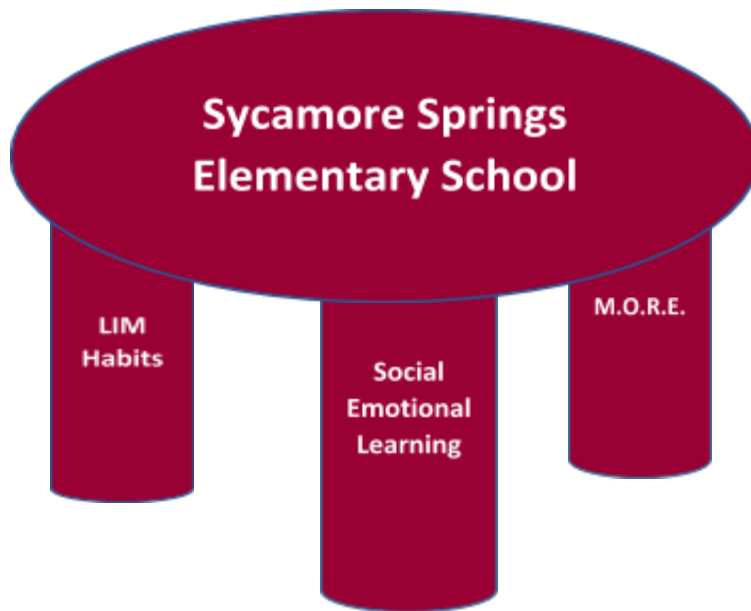 Sycamore Springs
Elementary School
LIM
Habits
Social
Emotional
Learning
M.O.R.E.